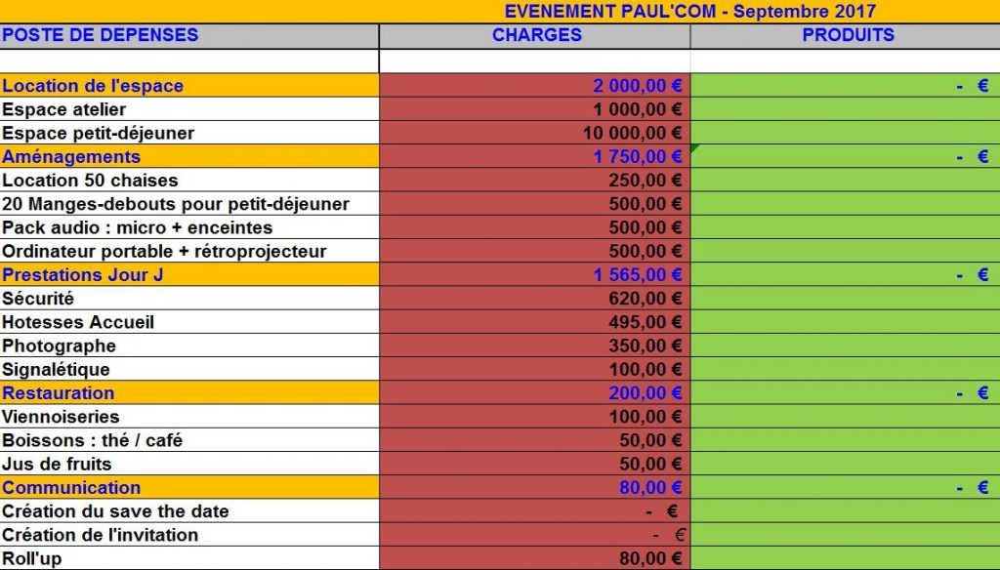 EVENEMENT PAUL'COM - Septembre 2017
POSTE DE DEPENSES CHARGES PRODUITS
Location de l'espace 2 000,00 € - €
Espace atelier 1 000,00 €
Espace petit-déjeuner 10 000,00 €
Aménagements 1 750,00 € - €
Location 50 chaises 250,00 €
20 Manges-debouts pour petit-déjeuner 500,00 €
Pack audio : micro + enceintes 500,00 €
Ordinateur portable + rétroprojecteur 500,00 €
Prestations Jour J 1 565,00 € - €
Sécurité 620,00 €
Hotesses Accueil 495,00 €
Photographe 350,00 €
Signalétique 100,00 €
Restauration 200,00 € - €
Viennoiseries 100,00 €
Boissons : thé / café 50,00 €
Jus de fruits 50,00 €
Communication 80,00 € - €
Création du save the date - €
Création de l'invitation - €
Roll'up 80,00 €